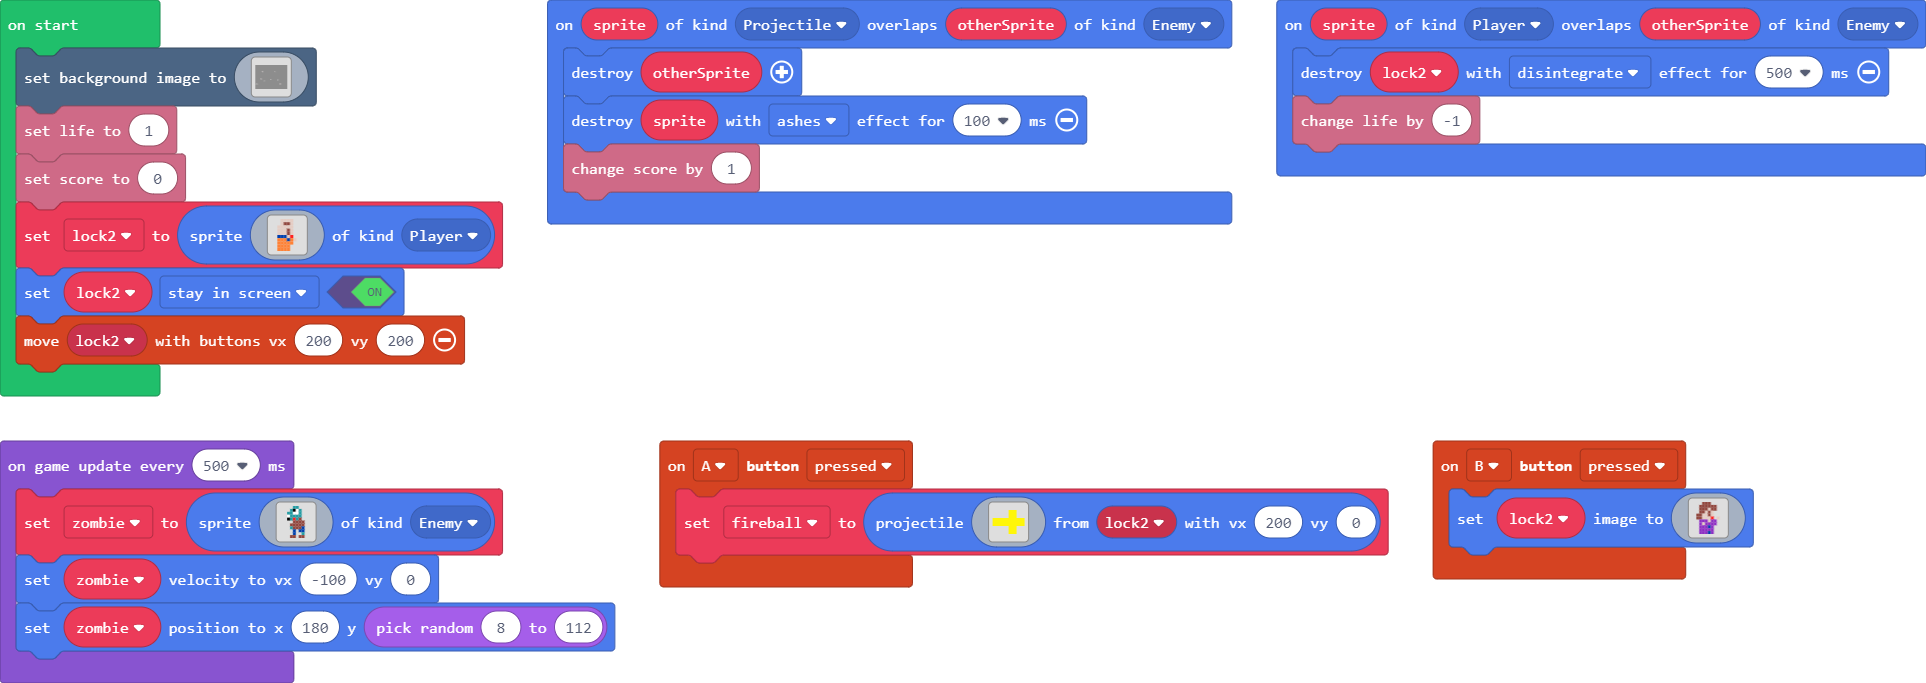 on start
set background image to
set life to 1
set score to 0
set lock2 to sprite of kind Player
set lock2 stay in screen ON
move lock2 with buttons vx 200 vy 200
on sprite of kind Projectile overlaps otherSprite of kind Enemy
destroy otherSprite
destroy sprite with ashes effect for 100 ms
change score by 1
on sprite of kind Player overlaps otherSprite of kind Enemy
destroy lock2 with disintegrate effect for 500 ms
change life by -1
on game update every 500 ms
set zombie to sprite of kind Enemy
set zombie velocity to vx -100 vy 0
set zombie position to x 180 y pick random 8 to 112
on A button pressed
set fireball to projectile from lock2 with vx 200 vy 0
on B button pressed
set lock2 image to